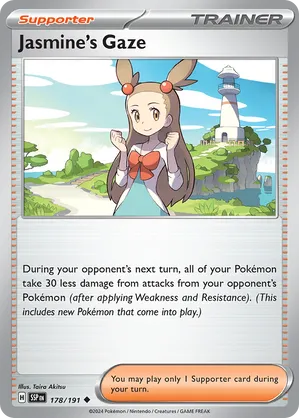 Supporter
TRAINER
Jasmine's Gaze
During your opponent's next turn, all of your Pokémon
take 30 less damage from attacks from your opponent's
Pokémon (after applying Weakness and Resistance). (This
includes new Pokémon that come into play.)
Illus. Taira Akitsu
H SSP EN 178/191
You may play only 1 Supporter card during
your turn.
©2024 Pokémon / Nintendo / Creatures / GAME FREAK